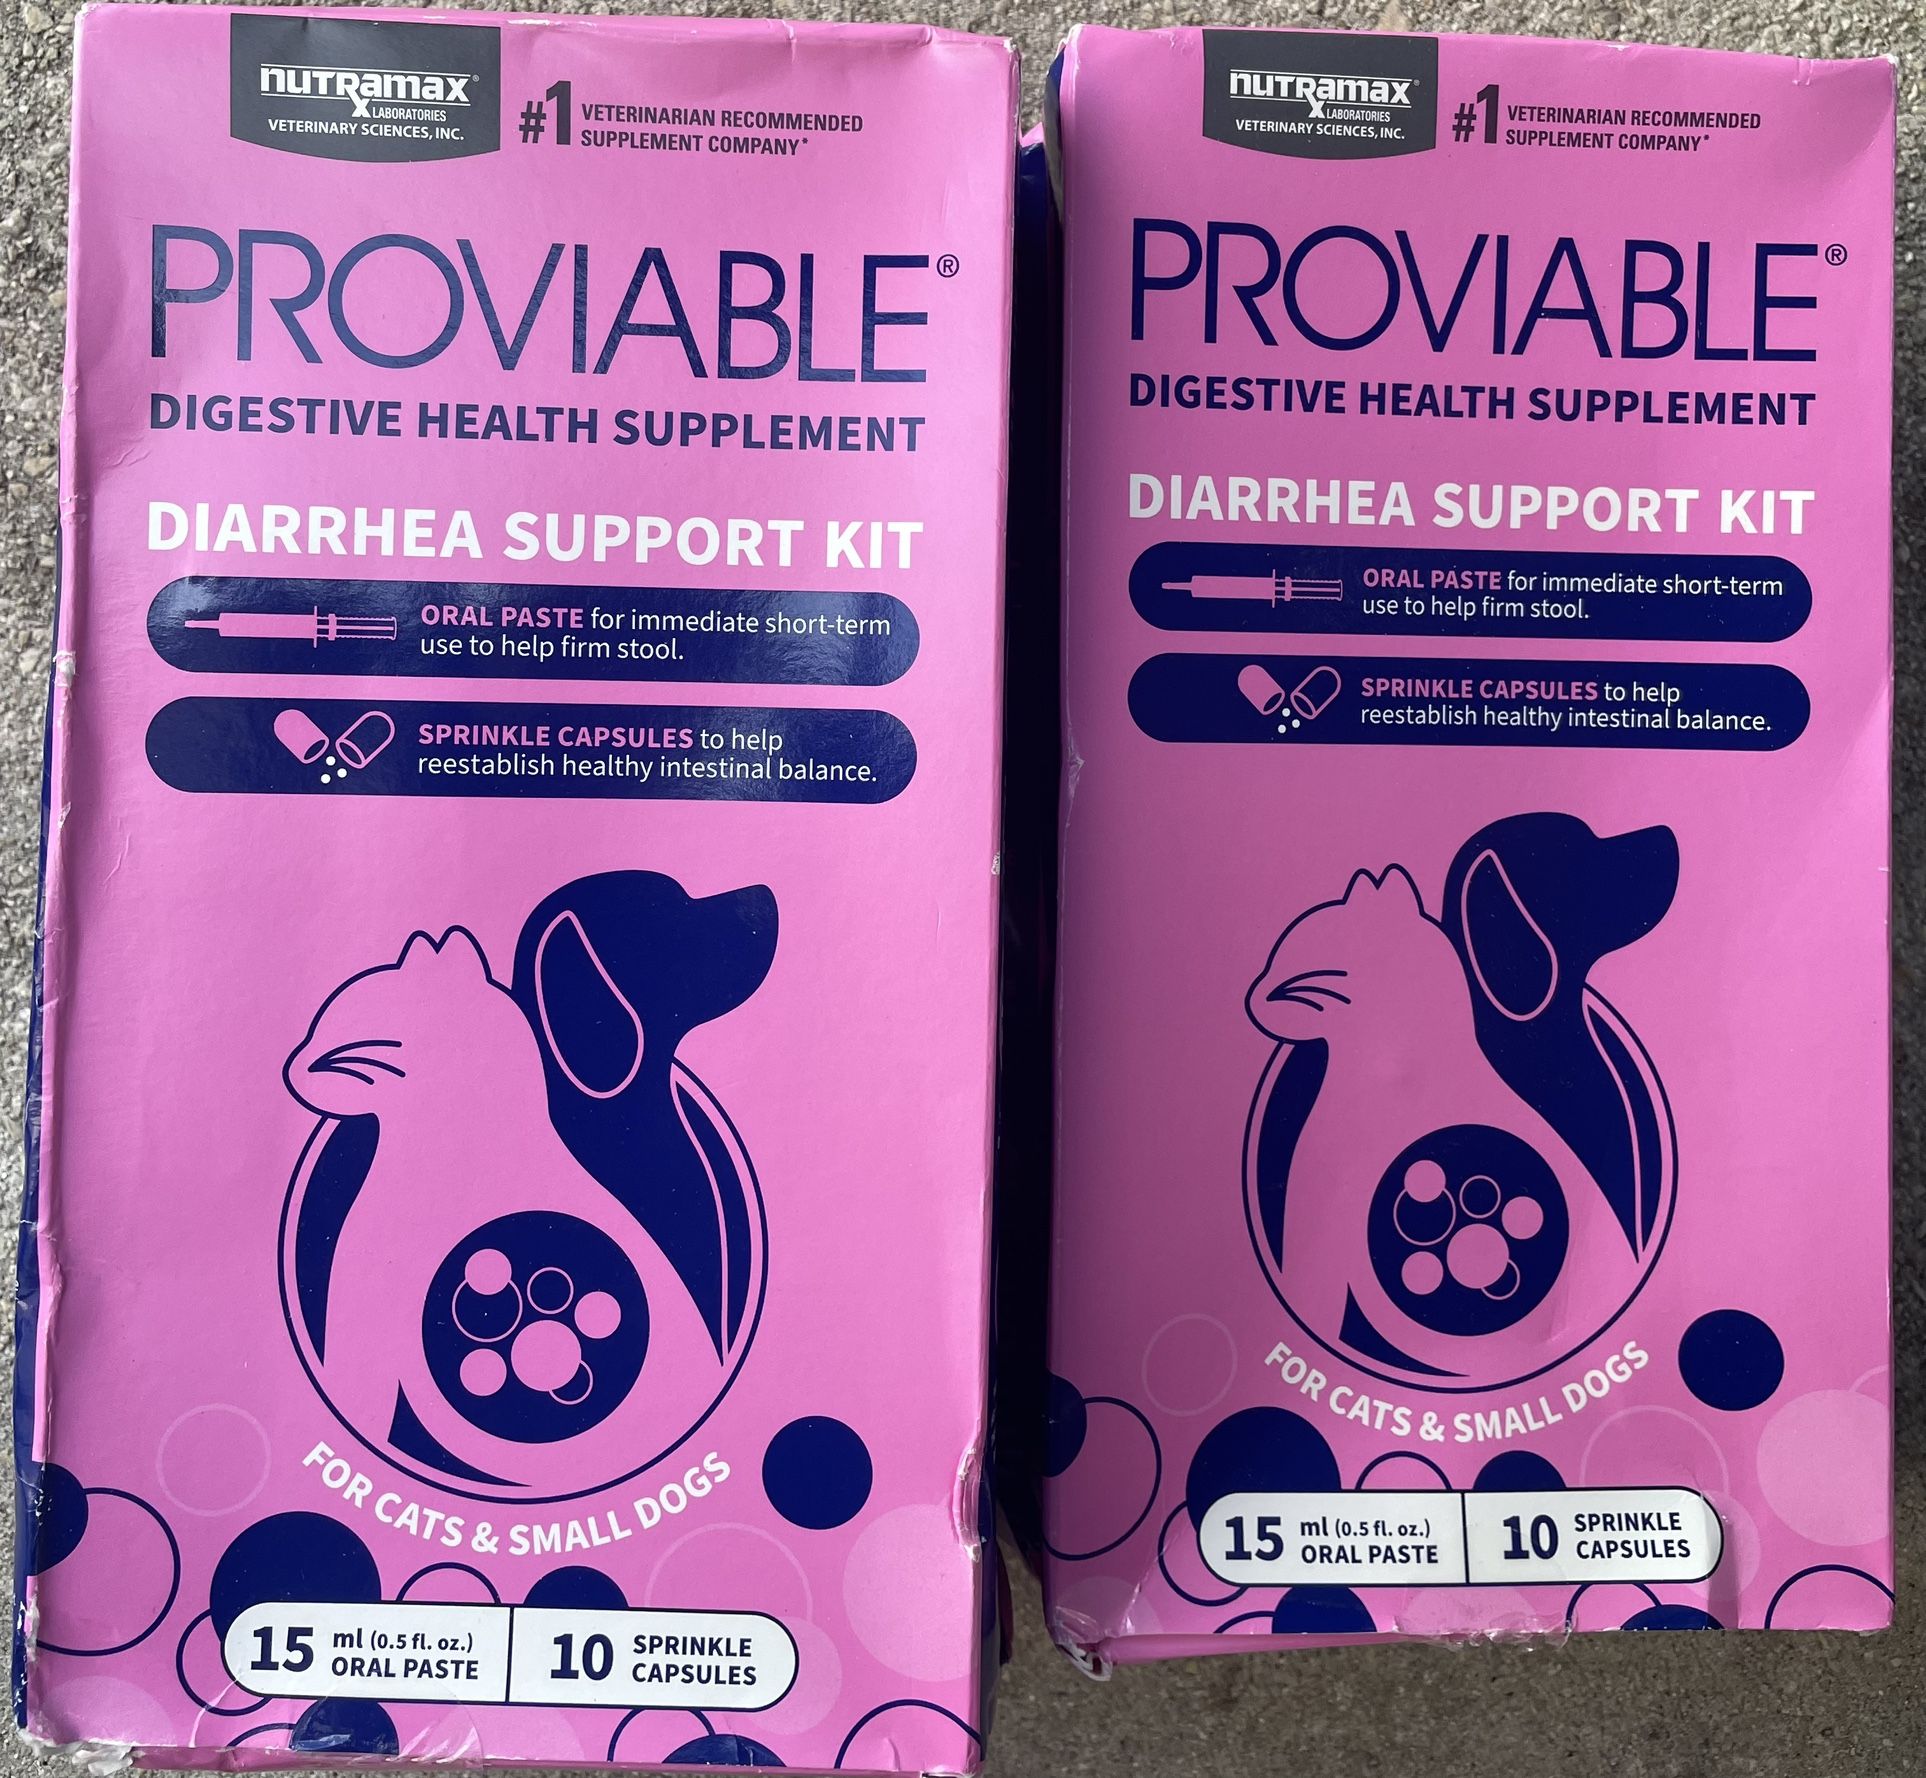 nutramax®
LABORATORIES
VETERINARY SCIENCES, INC.
#1 VETERINARIAN RECOMMENDED
SUPPLEMENT COMPANY*
PROVIABLE®
DIGESTIVE HEALTH SUPPLEMENT
DIARRHEA SUPPORT KIT
ORAL PASTE for immediate short-term
use to help firm stool.
SPRINKLE CAPSULES to help
reestablish healthy intestinal balance.
FOR CATS & SMALL DOGS
15 ml (0.5 fl. oz.)
ORAL PASTE
10 SPRINKLE
CAPSULES
nutramax®
LABORATORIES
VETERINARY SCIENCES, INC.
#1 VETERINARIAN RECOMMENDED
SUPPLEMENT COMPANY*
PROVIABLE®
DIGESTIVE HEALTH SUPPLEMENT
DIARRHEA SUPPORT KIT
ORAL PASTE for immediate short-term
use to help firm stool.
SPRINKLE CAPSULES to help
reestablish healthy intestinal balance.
FOR CATS & SMALL DOGS
15 ml (0.5 fl. oz.)
ORAL PASTE
10 SPRINKLE
CAPSULES